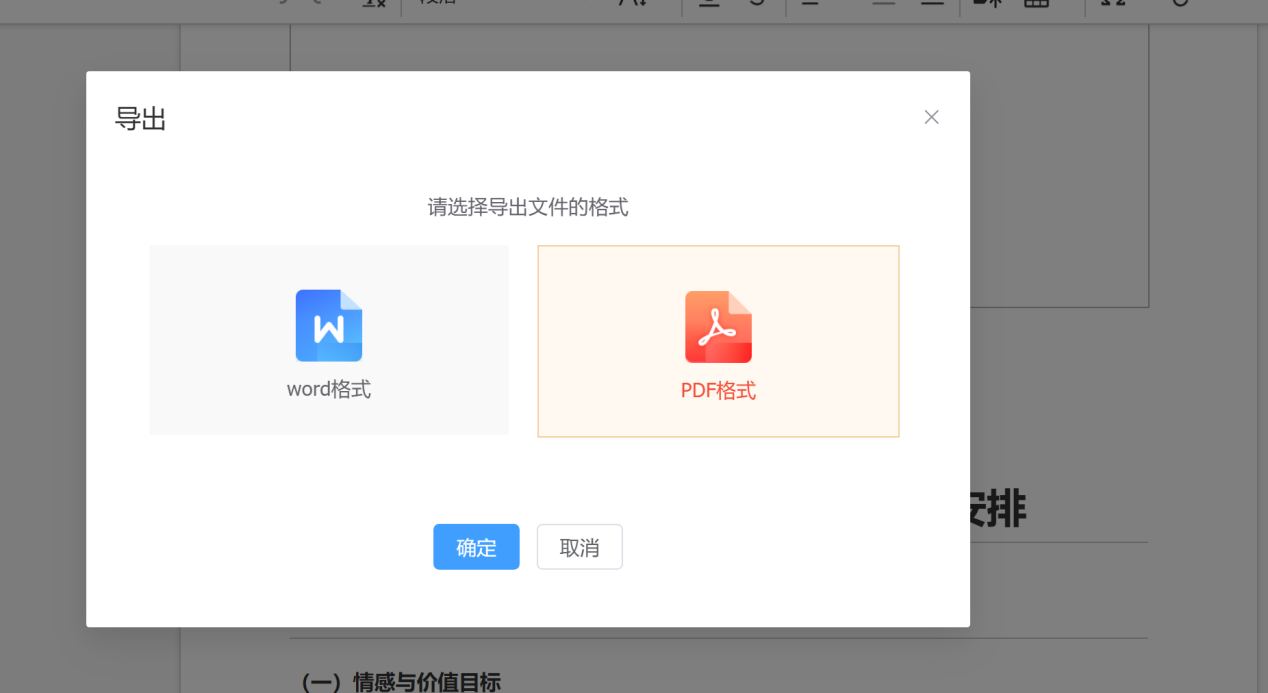 导出
请选择导出文件的格式
word格式
PDF格式
安排
确定
取消
（一）情感与价值目标